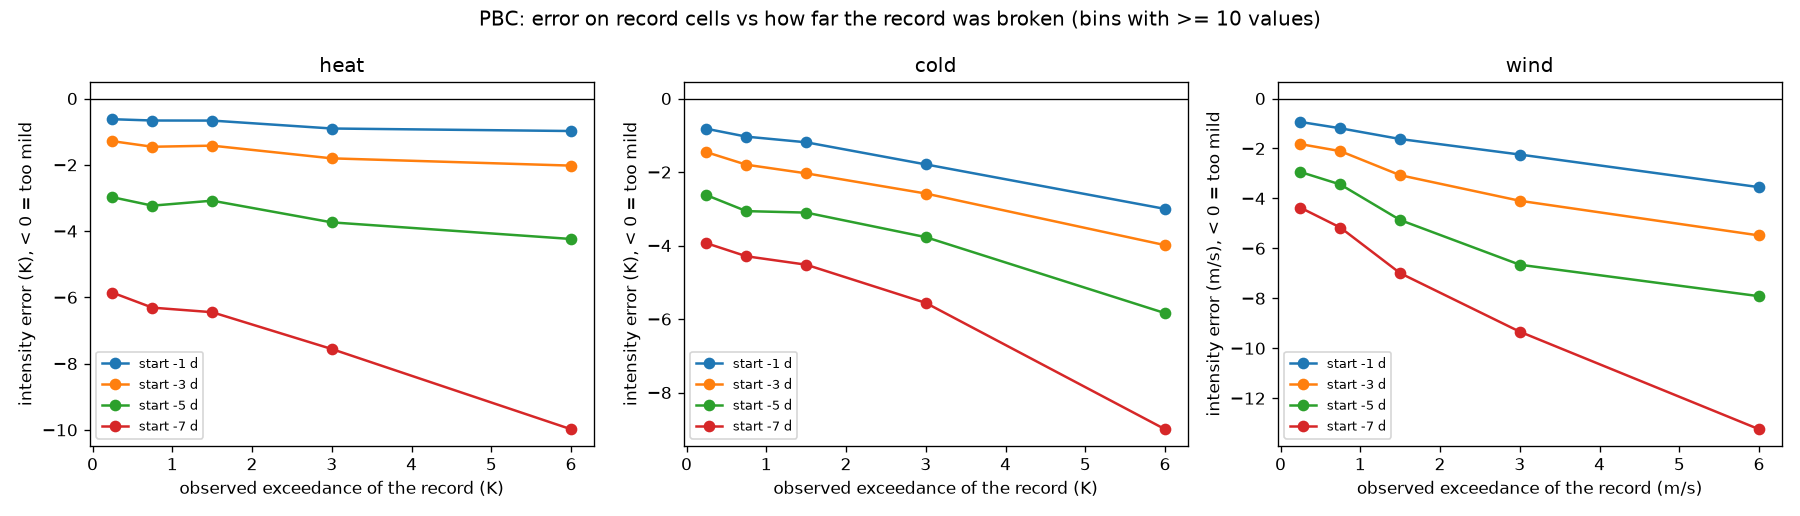 PBC: error on record cells vs how far the record was broken (bins with >= 10 values)
heat
intensity error (K), < 0 = too mild
0
−2
−4
−6
−8
−10
start -1 d
start -3 d
start -5 d
start -7 d
0 1 2 3 4 5 6
observed exceedance of the record (K)
cold
intensity error (K), < 0 = too mild
0
−2
−4
−6
−8
start -1 d
start -3 d
start -5 d
start -7 d
0 1 2 3 4 5 6
observed exceedance of the record (K)
wind
intensity error (m/s), < 0 = too mild
0
−2
−4
−6
−8
−10
−12
start -1 d
start -3 d
start -5 d
start -7 d
0 1 2 3 4 5 6
observed exceedance of the record (m/s)